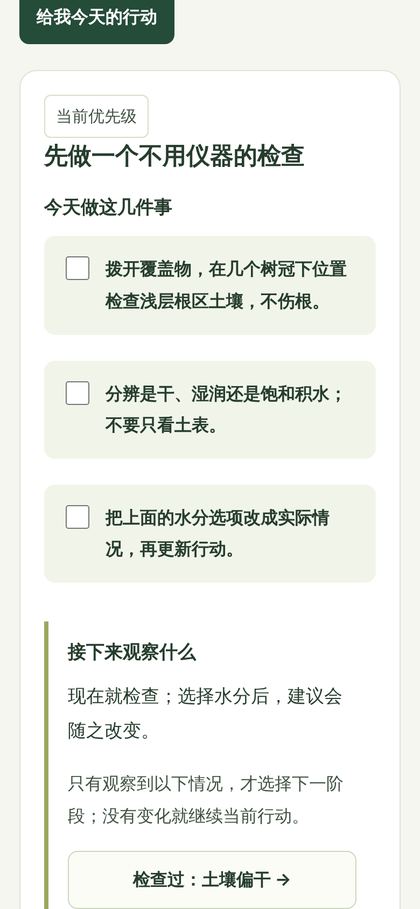 给我今天的行动
当前优先级
先做一个不用仪器的检查
今天做这几件事
拨开覆盖物，在几个树冠下位置
检查浅层根区土壤，不伤根。
分辨是干、湿润还是饱和积水；
不要只看土表。
把上面的水分选项改成实际情
况，再更新行动。
接下来观察什么
现在就检查；选择水分后，建议会
随之改变。
只有观察到以下情况，才选择下一阶
段；没有变化就继续当前行动。
检查过：土壤偏干 →